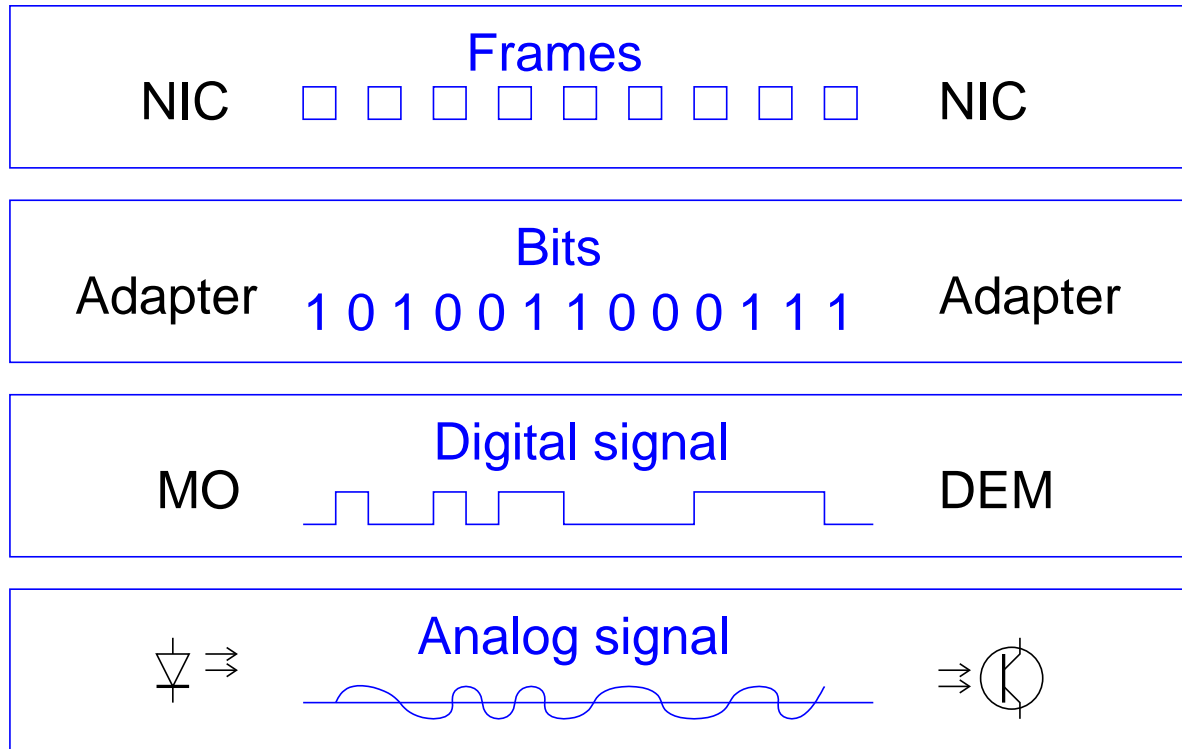 Frames
NIC NIC
Bits
Adapter 1 0 1 0 0 1 1 0 0 0 1 1 1 Adapter
Digital signal
MO DEM
Analog signal